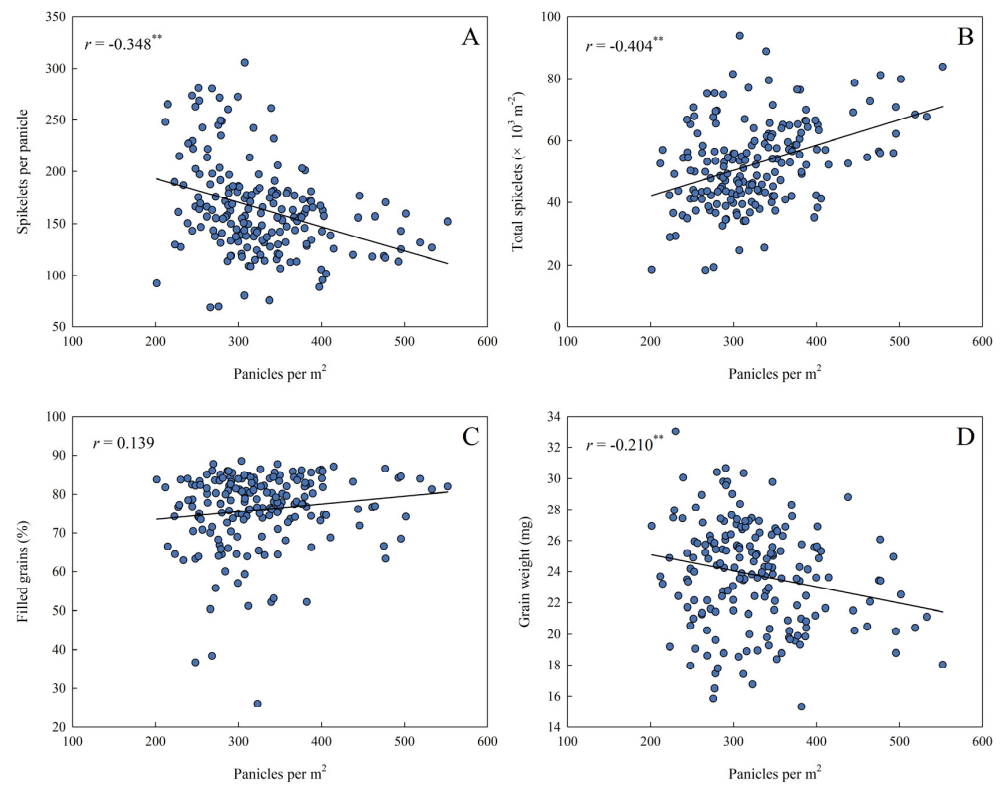 350
300
250
200
150
100
50
Spikelets per panicle
r = -0.348**
A
100 200 300 400 500 600
Panicles per m²
100
80
60
40
20
0
Total spikelets (× 10³ m⁻²)
r = -0.404**
B
100 200 300 400 500 600
Panicles per m²
100
90
80
70
60
50
40
30
20
Filled grains (%)
r = 0.139
C
100 200 300 400 500 600
Panicles per m²
34
32
30
28
26
24
22
20
18
16
14
Grain weight (mg)
r = -0.210**
D
100 200 300 400 500 600
Panicles per m²